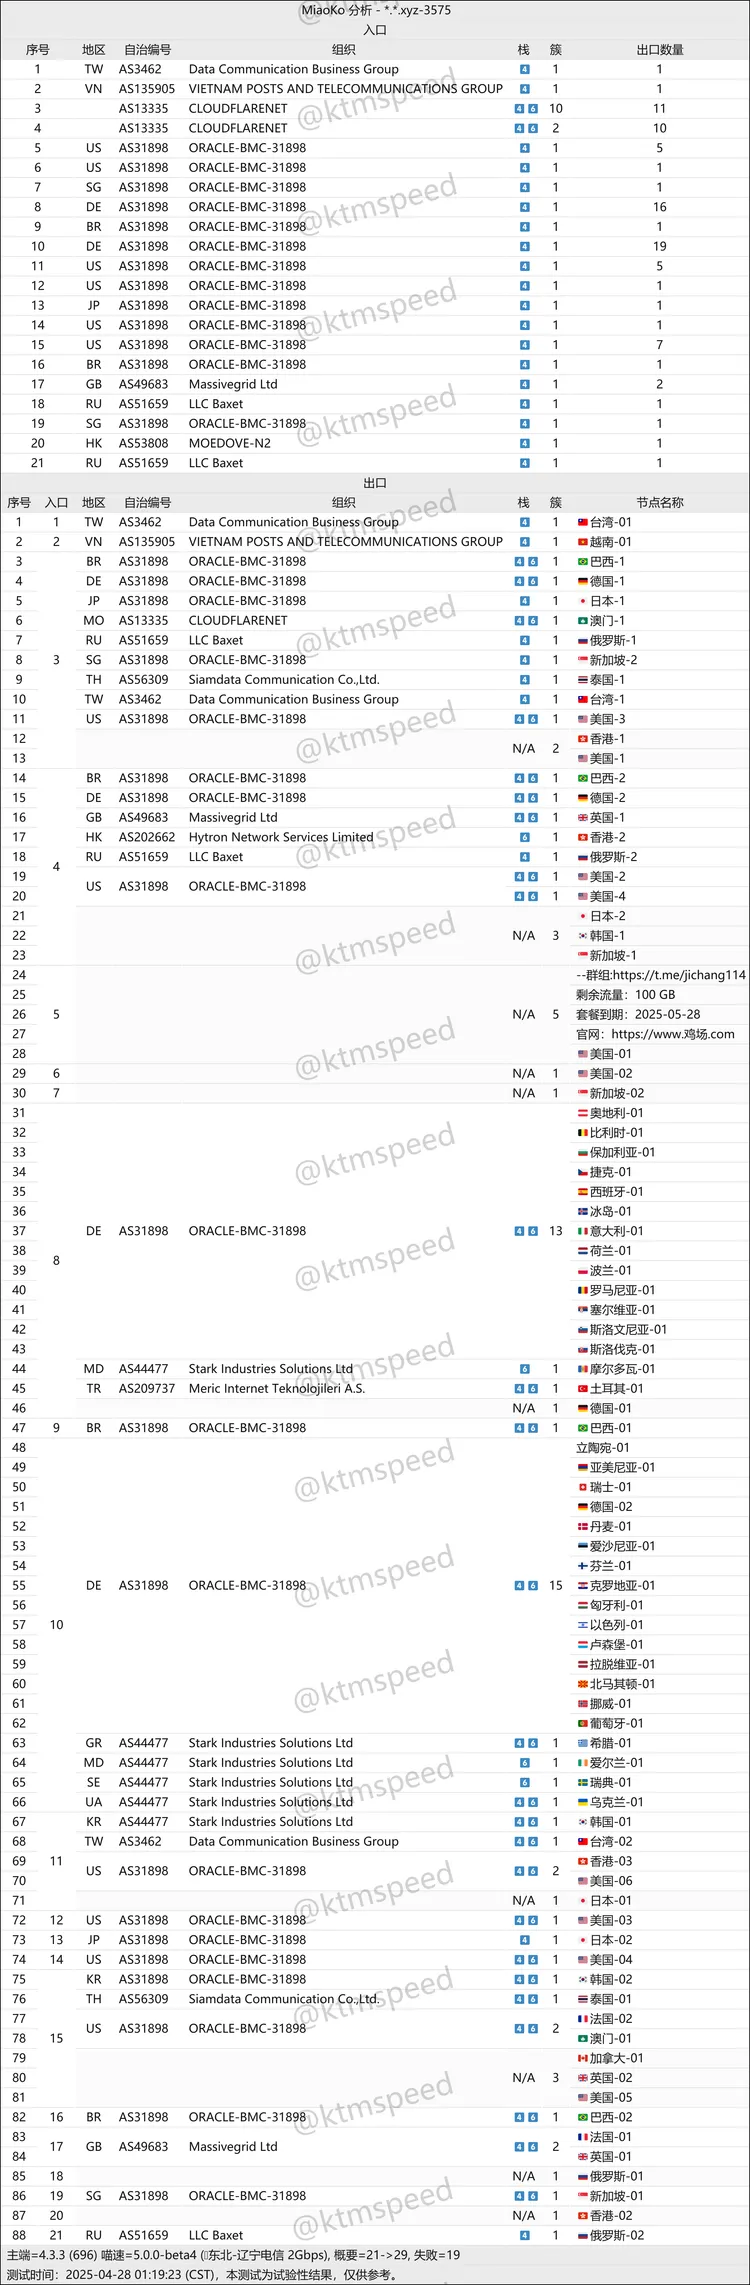 MiaoKo 分析 - *.*.xyz-3575
入口
序号 地区 自治编号 组织 栈 簇 出口数量
1 TW AS3462 Data Communication Business Group 4 1 1
2 VN AS135905 VIETNAM POSTS AND TELECOMMUNICATIONS GROUP 4 1 1
3 AS13335 CLOUDFLARENET 4 6 10 11
4 AS13335 CLOUDFLARENET 4 6 2 10
5 US AS31898 ORACLE-BMC-31898 4 1 5
6 US AS31898 ORACLE-BMC-31898 4 1 1
7 SG AS31898 ORACLE-BMC-31898 4 1 1
8 DE AS31898 ORACLE-BMC-31898 4 1 16
9 BR AS31898 ORACLE-BMC-31898 4 1 1
10 DE AS31898 ORACLE-BMC-31898 4 1 19
11 US AS31898 ORACLE-BMC-31898 4 1 5
12 US AS31898 ORACLE-BMC-31898 4 1 1
13 JP AS31898 ORACLE-BMC-31898 4 1 1
14 US AS31898 ORACLE-BMC-31898 4 1 1
15 US AS31898 ORACLE-BMC-31898 4 1 7
16 BR AS31898 ORACLE-BMC-31898 4 1 1
17 GB AS49683 Massivegrid Ltd 4 1 2
18 RU AS51659 LLC Baxet 4 1 1
19 SG AS31898 ORACLE-BMC-31898 4 1 1
20 HK AS53808 MOEDOVE-N2 4 1 1
21 RU AS51659 LLC Baxet 4 1 1
出口
序号 入口 地区 自治编号 组织 栈 簇 节点名称
1 1 TW AS3462 Data Communication Business Group 4 1 台湾-01
2 2 VN AS135905 VIETNAM POSTS AND TELECOMMUNICATIONS GROUP 4 1 越南-01
3 BR AS31898 ORACLE-BMC-31898 4 6 1 巴西-1
4 DE AS31898 ORACLE-BMC-31898 4 6 1 德国-1
5 JP AS31898 ORACLE-BMC-31898 4 1 日本-1
6 MO AS13335 CLOUDFLARENET 4 6 1 澳门-1
7 RU AS51659 LLC Baxet 4 1 俄罗斯-1
8 3 SG AS31898 ORACLE-BMC-31898 4 1 新加坡-2
9 TH AS56309 Siamdata Communication Co.,Ltd. 4 1 泰国-1
10 TW AS3462 Data Communication Business Group 4 1 台湾-1
11 US AS31898 ORACLE-BMC-31898 4 6 1 美国-3
12 香港-1
N/A 2
13 美国-1
14 BR AS31898 ORACLE-BMC-31898 4 6 1 巴西-2
15 DE AS31898 ORACLE-BMC-31898 4 6 1 德国-2
16 GB AS49683 Massivegrid Ltd 4 6 1 英国-1
17 HK AS202662 Hytron Network Services Limited 6 1 香港-2
18 RU AS51659 LLC Baxet 4 1 俄罗斯-2
4
19 4 6 1 美国-2
US AS31898 ORACLE-BMC-31898
20 4 6 1 美国-4
21 日本-2
22 N/A 3 韩国-1
23 新加坡-1
24 --群组:https://t.me/jichang114
25 剩余流量：100 GB
26 5 N/A 5 套餐到期：2025-05-28
27 官网：https://www.鸡场.com
28 美国-01
29 6 N/A 1 美国-02
30 7 N/A 1 新加坡-02
31 奥地利-01
32 比利时-01
33 保加利亚-01
34 捷克-01
35 西班牙-01
36 冰岛-01
37 DE AS31898 ORACLE-BMC-31898 4 6 13 意大利-01
38 荷兰-01
8
39 波兰-01
40 罗马尼亚-01
41 塞尔维亚-01
42 斯洛文尼亚-01
43 斯洛伐克-01
44 MD AS44477 Stark Industries Solutions Ltd 6 1 摩尔多瓦-01
45 TR AS209737 Meric Internet Teknolojileri A.S. 4 6 1 土耳其-01
46 N/A 1 德国-01
47 9 BR AS31898 ORACLE-BMC-31898 4 6 1 巴西-01
48 立陶宛-01
49 亚美尼亚-01
50 瑞士-01
51 德国-02
52 丹麦-01
53 爱沙尼亚-01
54 芬兰-01
55 DE AS31898 ORACLE-BMC-31898 4 6 15 克罗地亚-01
56 匈牙利-01
57 10 以色列-01
58 卢森堡-01
59 拉脱维亚-01
60 北马其顿-01
61 挪威-01
62 葡萄牙-01
63 GR AS44477 Stark Industries Solutions Ltd 4 6 1 希腊-01
64 MD AS44477 Stark Industries Solutions Ltd 6 1 爱尔兰-01
65 SE AS44477 Stark Industries Solutions Ltd 6 1 瑞典-01
66 UA AS44477 Stark Industries Solutions Ltd 4 6 1 乌克兰-01
67 KR AS44477 Stark Industries Solutions Ltd 4 6 1 韩国-01
68 TW AS3462 Data Communication Business Group 4 6 1 台湾-02
69 11 香港-03
US AS31898 ORACLE-BMC-31898 4 6 2
70 美国-06
71 N/A 1 日本-01
72 12 US AS31898 ORACLE-BMC-31898 4 6 1 美国-03
73 13 JP AS31898 ORACLE-BMC-31898 4 1 日本-02
74 14 US AS31898 ORACLE-BMC-31898 4 6 1 美国-04
75 KR AS31898 ORACLE-BMC-31898 4 6 1 韩国-02
76 TH AS56309 Siamdata Communication Co.,Ltd. 4 6 1 泰国-01
77 法国-02
US AS31898 ORACLE-BMC-31898 4 6 2
78 15 澳门-01
79 加拿大-01
80 N/A 3 英国-02
81 美国-05
82 16 BR AS31898 ORACLE-BMC-31898 4 6 1 巴西-02
83 法国-01
17 GB AS49683 Massivegrid Ltd 4 6 2
84 英国-01
85 18 N/A 1 俄罗斯-01
86 19 SG AS31898 ORACLE-BMC-31898 4 6 1 新加坡-01
87 20 N/A 1 香港-02
88 21 RU AS51659 LLC Baxet 4 1 俄罗斯-02
主端=4.3.3 (696) 喵速=5.0.0-beta4 (东北-辽宁电信 2Gbps), 概要=21->29, 失败=19
测试时间：2025-04-28 01:19:23 (CST)，本测试为试验性结果，仅供参考。
@ktmspeed